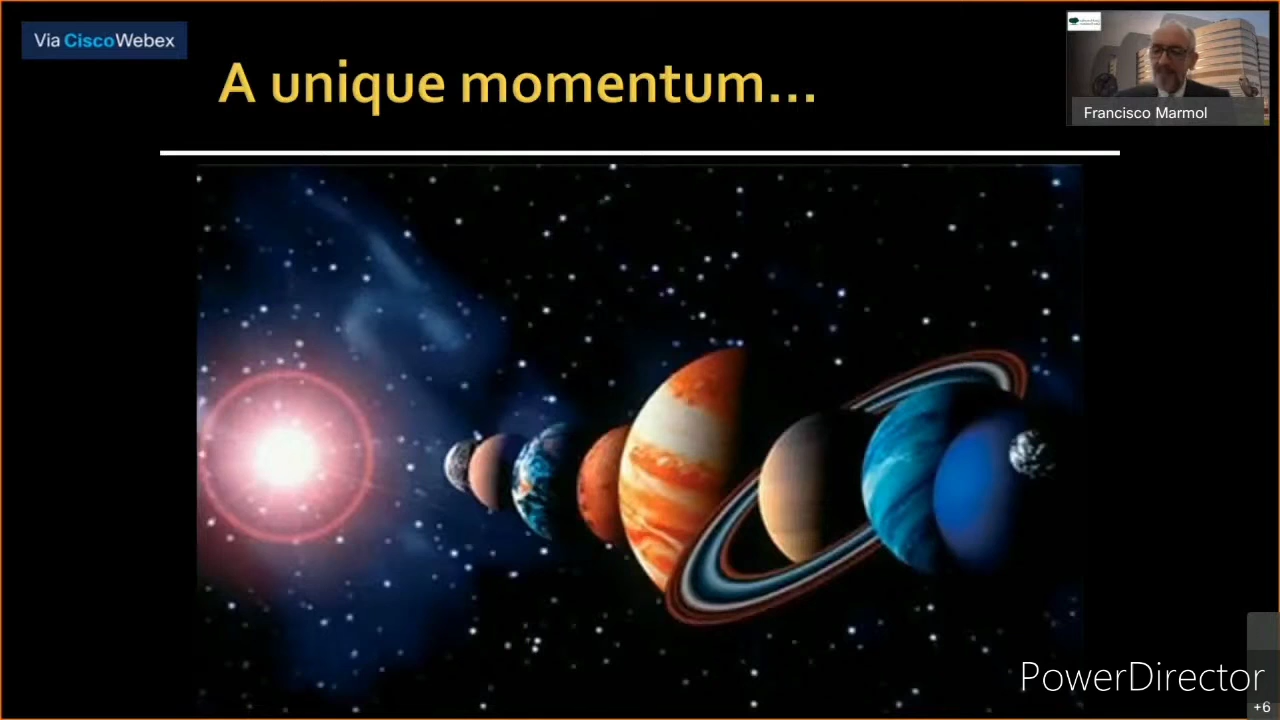 Via CiscoWebex
A unique momentum...
Francisco Marmol
PowerDirector
+6